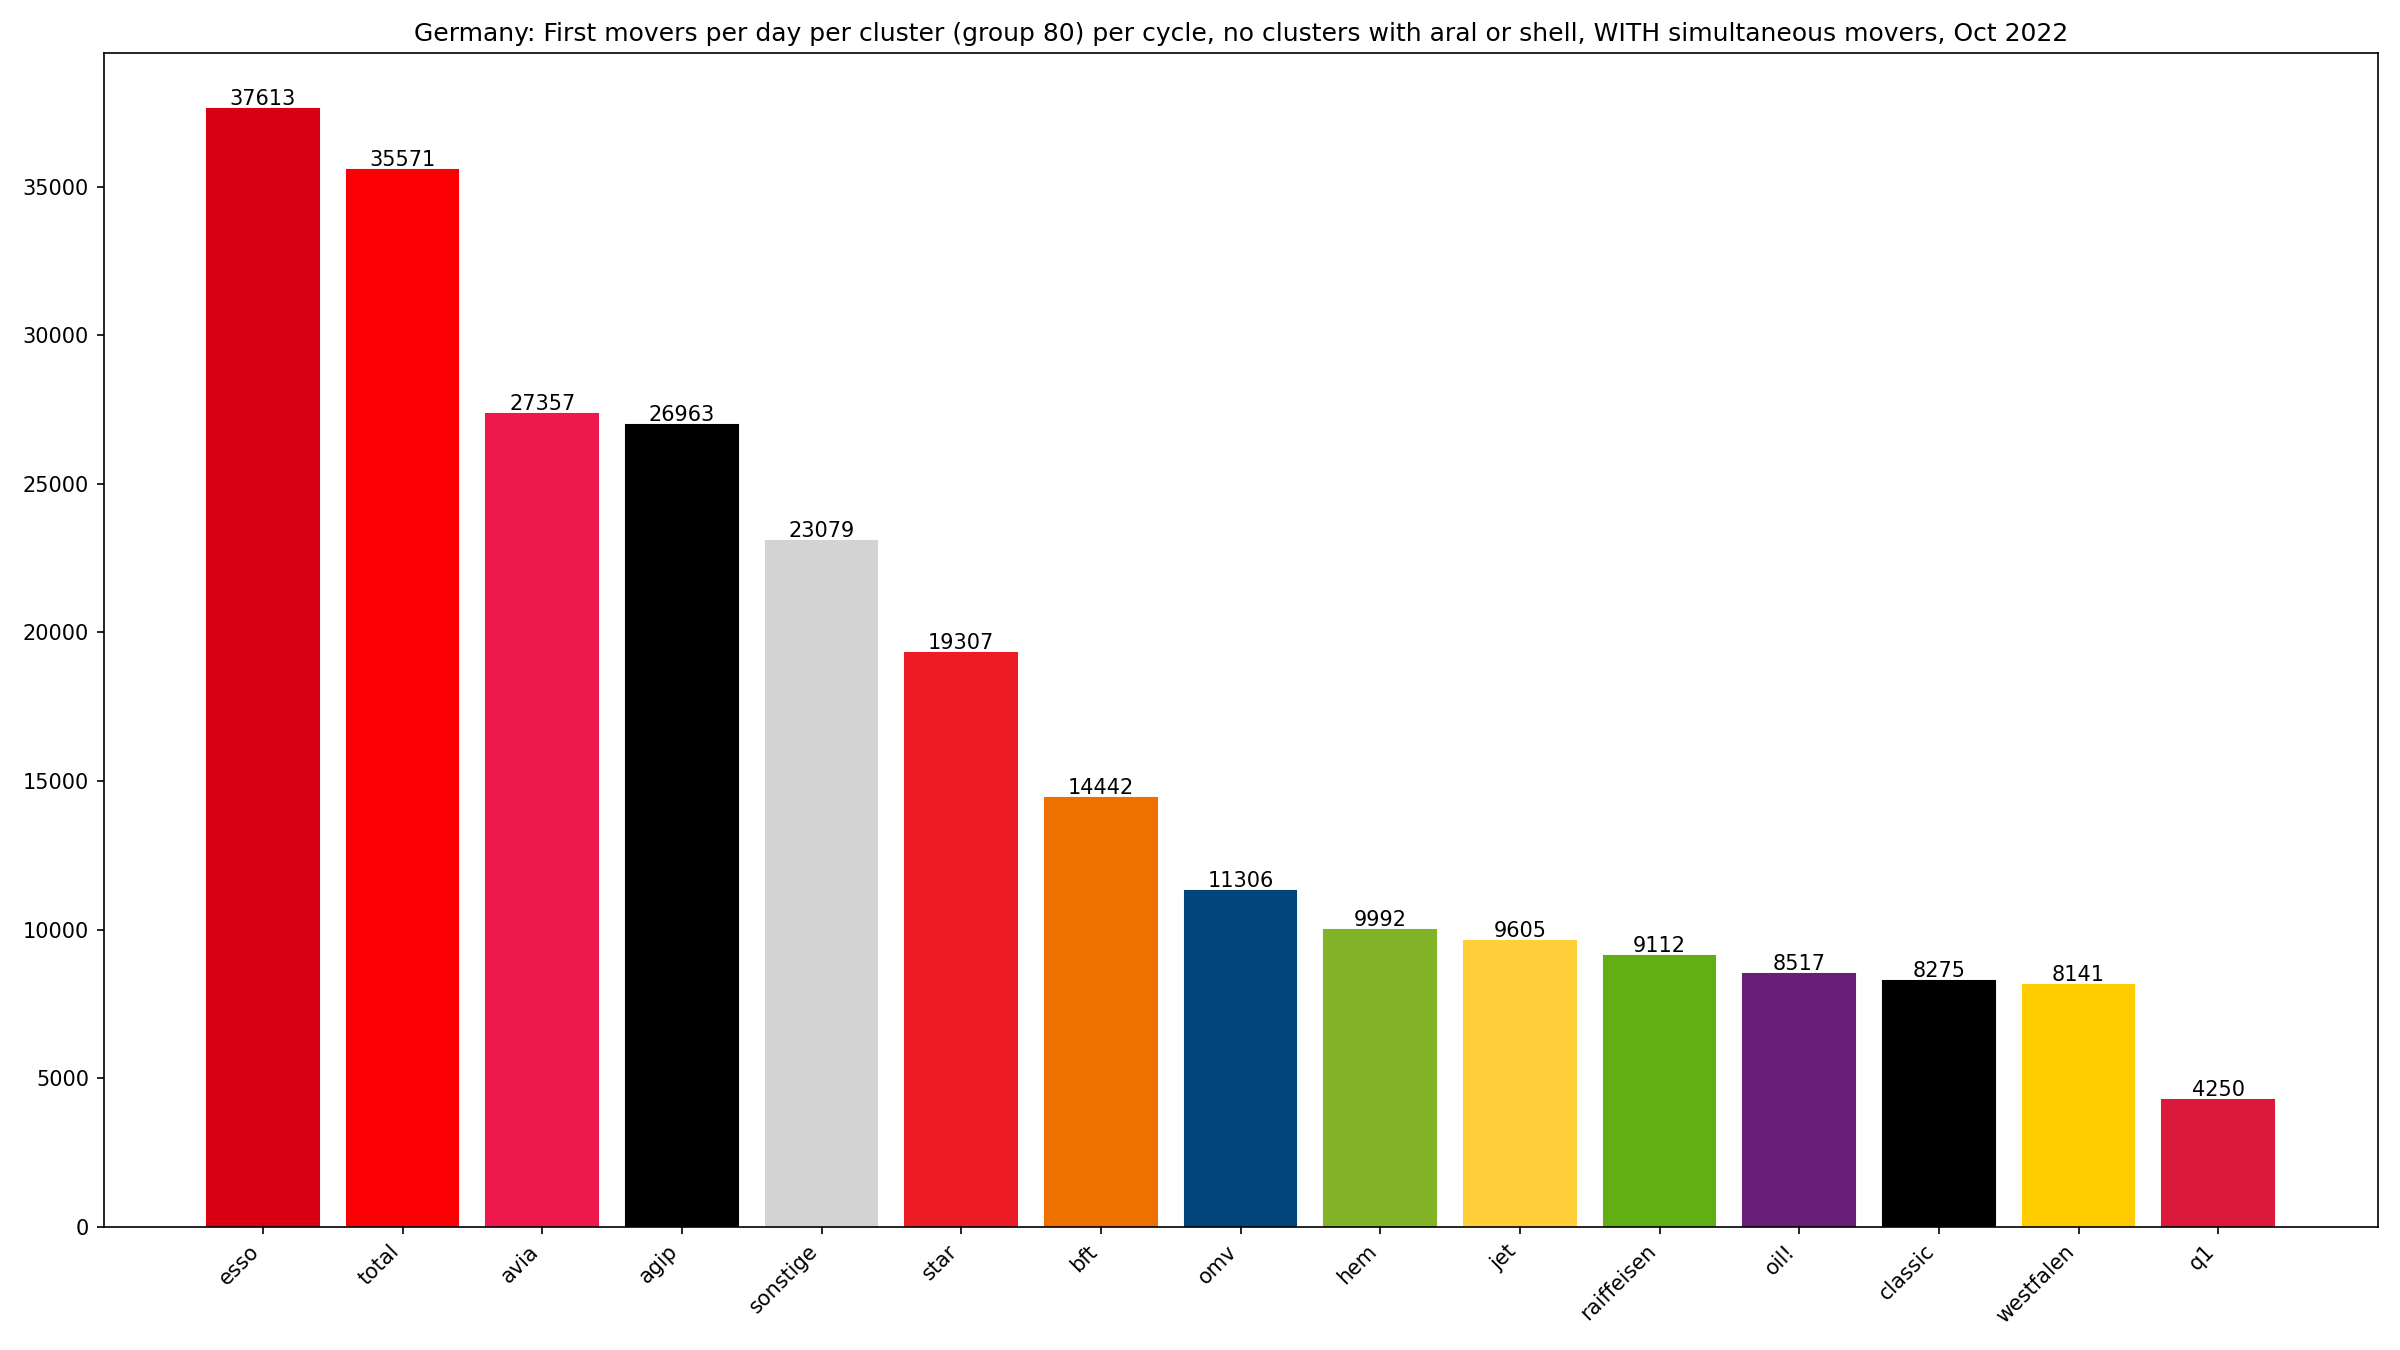 Germany: First movers per day per cluster (group 80) per cycle, no clusters with aral or shell, WITH simultaneous movers, Oct 2022
37613
35571
27357
26963
23079
19307
14442
11306
9992
9605
9112
8517
8275
8141
4250
35000
30000
25000
20000
15000
10000
5000
0
esso
total
avia
agip
sonstige
star
bft
omv
hem
jet
raiffeisen
oil!
classic
westfalen
q1